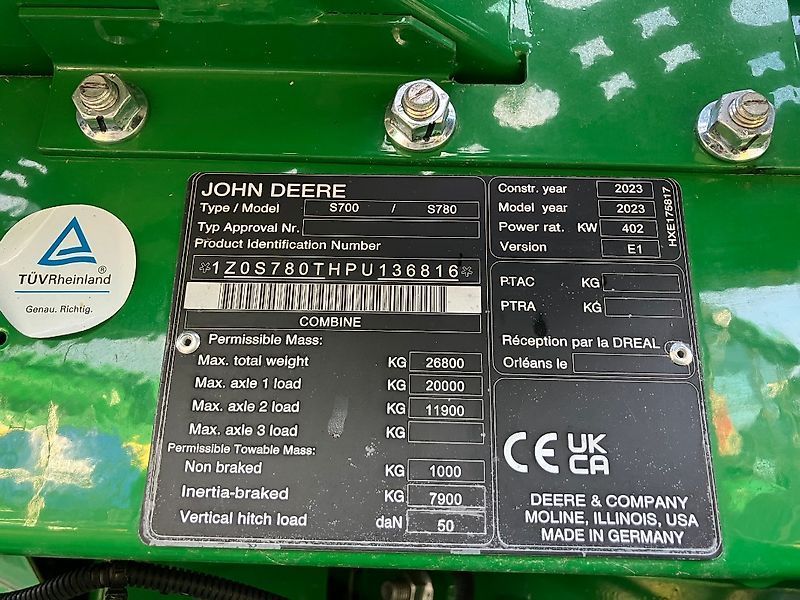 JOHN DEERE
Type / Model S700 / S780
Typ Approval Nr.
Product Identification Number
*1Z0S780THPU136816*
COMBINE
Permissible Mass:
Max. total weight KG 26800
Max. axle 1 load KG 20000
Max. axle 2 load KG 11900
Max. axle 3 load KG
Permissible Towable Mass:
Non braked KG 1000
Inertia-braked KG 7900
Vertical hitch load daN 50
Constr. year 2023
Model year 2023
Power rat. KW 402
Version E1
HXE175817
PTAC KG
PTRA KG
Réception par la DREAL
Orléans le
CE UK
CA
DEERE & COMPANY
MOLINE, ILLINOIS, USA
MADE IN GERMANY
TÜVRheinland®
Genau. Richtig.